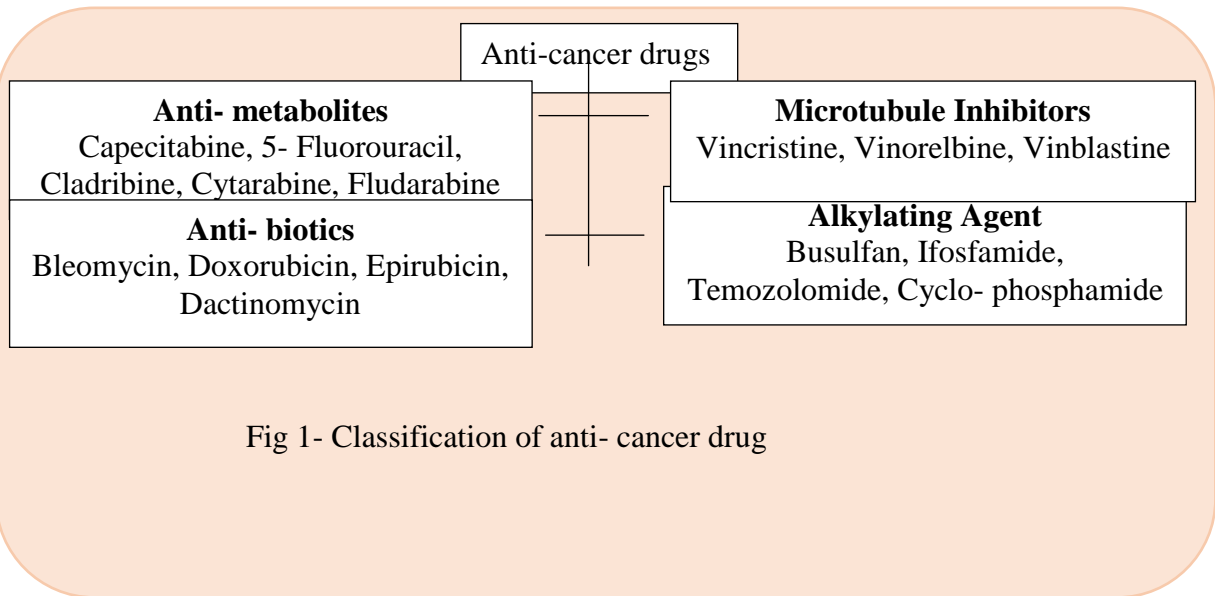 Anti-cancer drugs
Anti- metabolites
Capecitabine, 5- Fluorouracil,
Cladribine, Cytarabine, Fludarabine
Microtubule Inhibitors
Vincristine, Vinorelbine, Vinblastine
Anti- biotics
Bleomycin, Doxorubicin, Epirubicin,
Dactinomycin
Alkylating Agent
Busulfan, Ifosfamide,
Temozolomide, Cyclo- phosphamide
Fig 1- Classification of anti- cancer drug